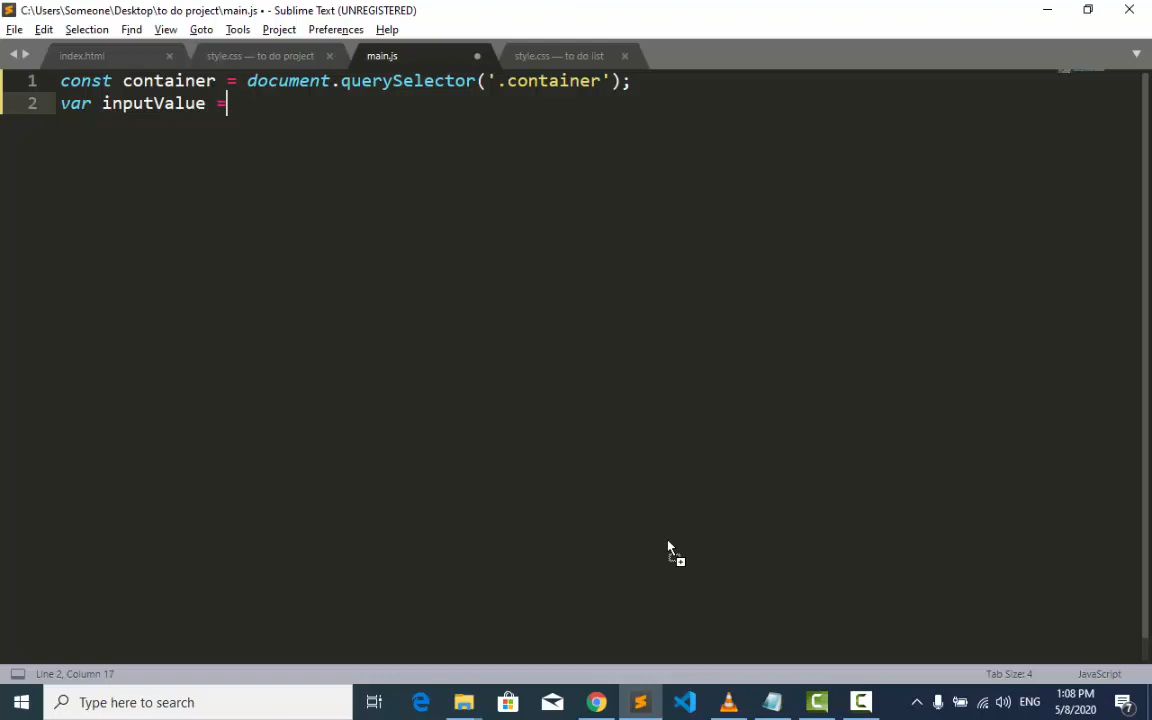 C:\Users\Someone\Desktop\to do project\main.js • - Sublime Text (UNREGISTERED)
File Edit Selection Find View Goto Tools Project Preferences Help
index.html style.css — to do project main.js style.css — to do list
1 const container = document.querySelector('.container');
2 var inputValue =
Line 2, Column 17 Tab Size: 4 JavaScript
Type here to search ENG 1:08 PM
5/8/2020 7